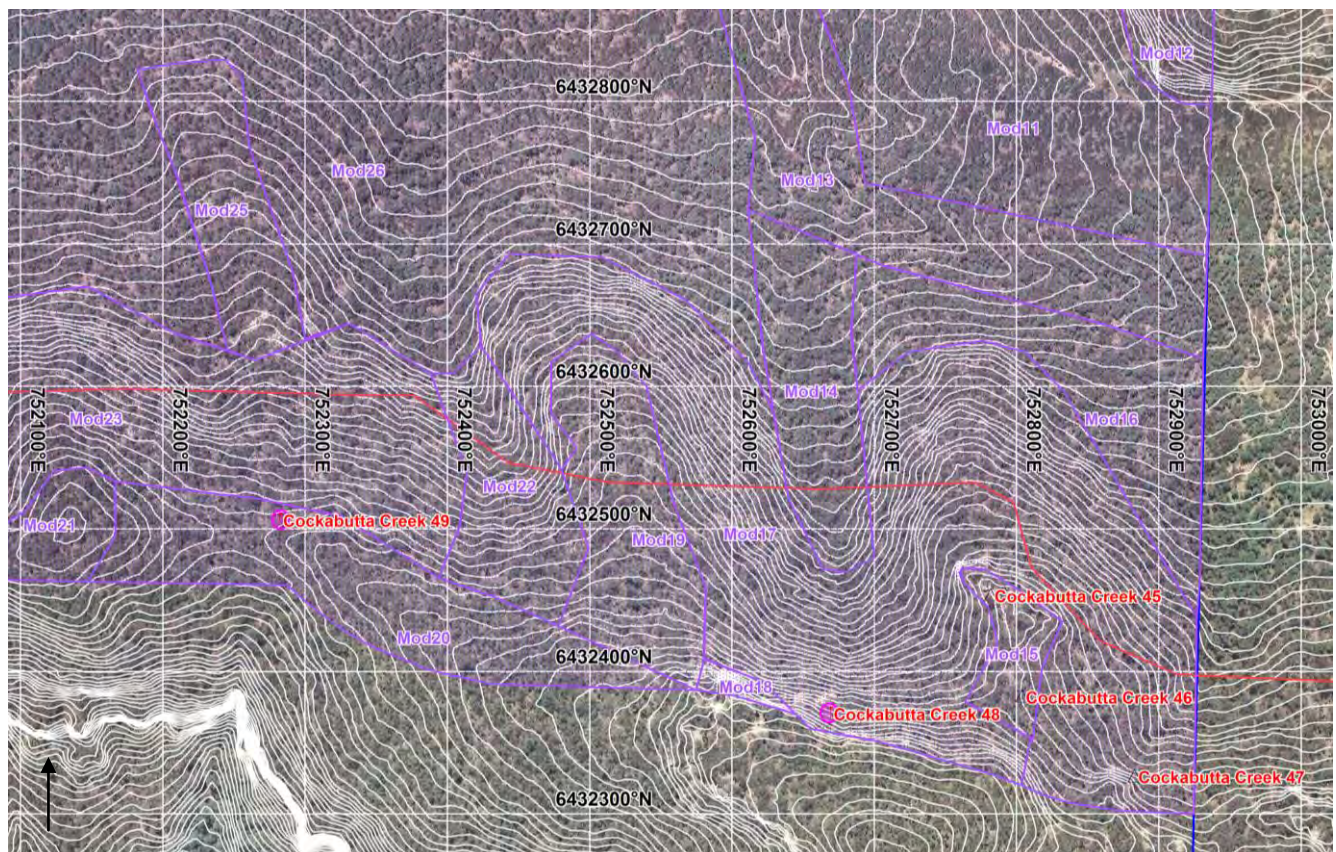 Mod12
6432800°N
Mod11
Mod26
Mod13
Mod25
6432700°N
6432600°N
Mod14
752100°E
752200°E
752300°E
752400°E
752500°E
752600°E
752700°E
752800°E
752900°E
753000°E
Mod23
Mod16
Mod22
Mod21
Cockabutta Creek 49
6432500°N
Mod19
Mod17
Cockabutta Creek 45
Mod20
Mod15
6432400°N
Mod18
Cockabutta Creek 46
Cockabutta Creek 48
Cockabutta Creek 47
6432300°N